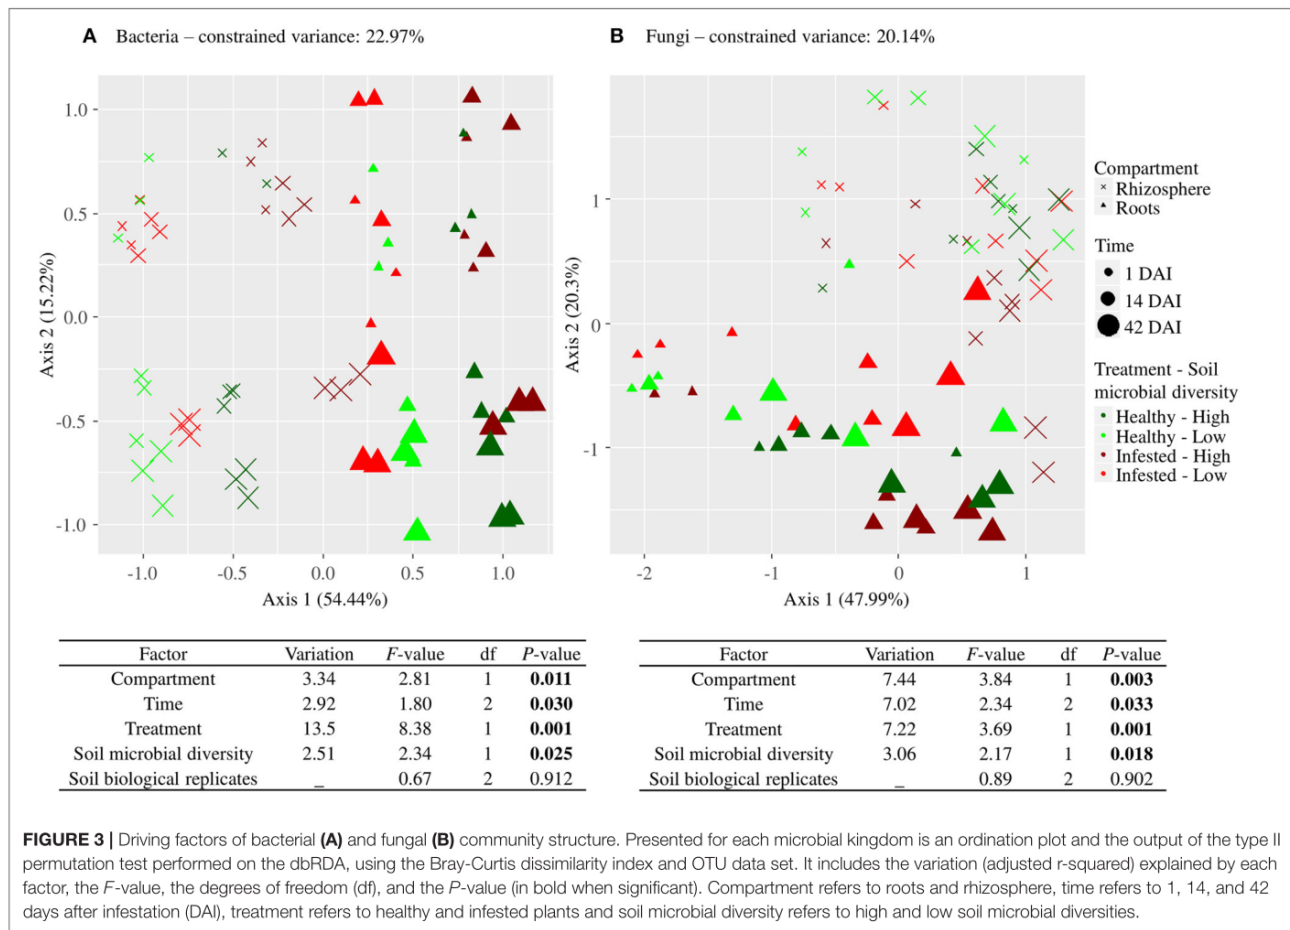 A Bacteria – constrained variance: 22.97%
B Fungi – constrained variance: 20.14%
1.0
0.5
0.0
-0.5
-1.0
Axis 2 (15.22%)
-1.0 -0.5 0.0 0.5 1.0
Axis 1 (54.44%)
1
0
-1
Axis 2 (20.3%)
-2 -1 0 1
Axis 1 (47.99%)
Compartment
Rhizosphere
Roots
Time
1 DAI
14 DAI
42 DAI
Treatment - Soil
microbial diversity
Healthy - High
Healthy - Low
Infested - High
Infested - Low
Factor Variation F-value df P-value
Compartment 3.34 2.81 1 0.011
Time 2.92 1.80 2 0.030
Treatment 13.5 8.38 1 0.001
Soil microbial diversity 2.51 2.34 1 0.025
Soil biological replicates _ 0.67 2 0.912
Factor Variation F-value df P-value
Compartment 7.44 3.84 1 0.003
Time 7.02 2.34 2 0.033
Treatment 7.22 3.69 1 0.001
Soil microbial diversity 3.06 2.17 1 0.018
Soil biological replicates _ 0.89 2 0.902
FIGURE 3 | Driving factors of bacterial (A) and fungal (B) community structure. Presented for each microbial kingdom is an ordination plot and the output of the type II
permutation test performed on the dbRDA, using the Bray-Curtis dissimilarity index and OTU data set. It includes the variation (adjusted r-squared) explained by each
factor, the F-value, the degrees of freedom (df), and the P-value (in bold when significant). Compartment refers to roots and rhizosphere, time refers to 1, 14, and 42
days after infestation (DAI), treatment refers to healthy and infested plants and soil microbial diversity refers to high and low soil microbial diversities.